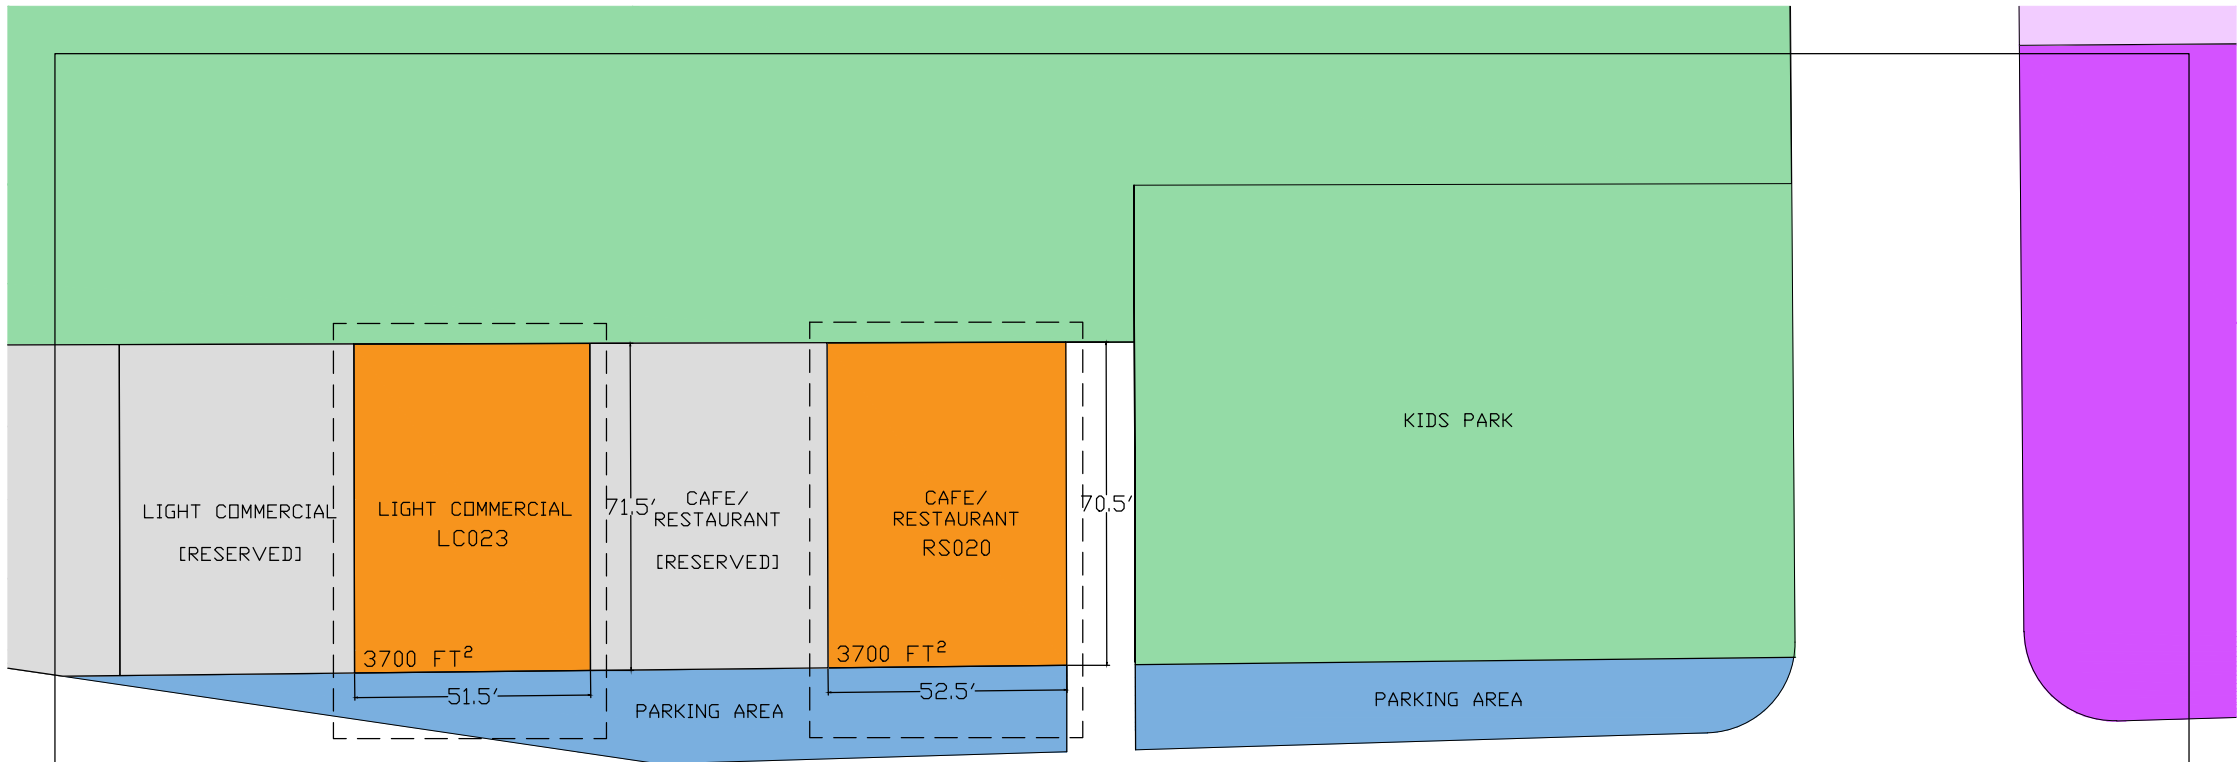 KIDS PARK
LIGHT COMMERCIAL
[RESERVED]
LIGHT COMMERCIAL
LC023
3700 FT²
51.5'
71.5'
CAFE/
RESTAURANT
[RESERVED]
CAFE/
RESTAURANT
RS020
3700 FT²
52.5'
70.5'
PARKING AREA
PARKING AREA